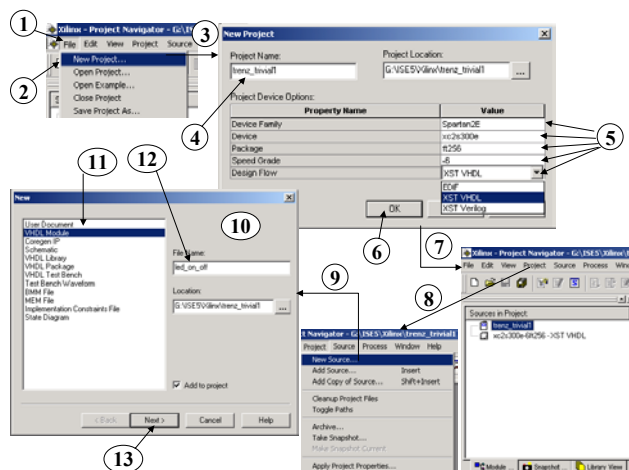 1
Xilinx - Project Navigator - G:\ISE5
File Edit View Project Source
2
New Project...
Open Project...
Open Example...
Close Project
Save Project As...
3
New Project
Project Name:
trenz_trivial1
Project Location:
G:\ISE5\Xilinx\trenz_trivial1
...
4
Project Device Options:
Property Name Value
Device Family Spartan2E
Device xc2s300e
Package ft256
Speed Grade -6
Design Flow XST VHDL
EDIF
XST VHDL
XST Verilog
5
OK
6
7
11
12
10
New
User Document
VHDL Module
Coregen IP
Schematic
VHDL Library
VHDL Package
VHDL Test Bench
Test Bench Waveform
BMM File
MEM File
Implementation Constraints File
State Diagram
File Name:
led_on_off
Location:
G:\ISE5\Xilinx\trenz_trivial1
...
Add to project
< Back Next > Cancel Help
13
9
8
Navigator - G:\ISE5\Xilinx\trenz_trivial1
Project Source Process Window Help
New Source...
Add Source... Insert
Add Copy of Source... Shift+Insert
Cleanup Project Files
Toggle Paths
Archive...
Take Snapshot...
Make Snapshot Current
Apply Project Properties...
Xilinx - Project Navigator - G:\ISE5\Xilinx\
File Edit View Project Source Process
Sources in Project:
trenz_trivial1
xc2s300e-6ft256 - XST VHDL
Module Snapshot Library View